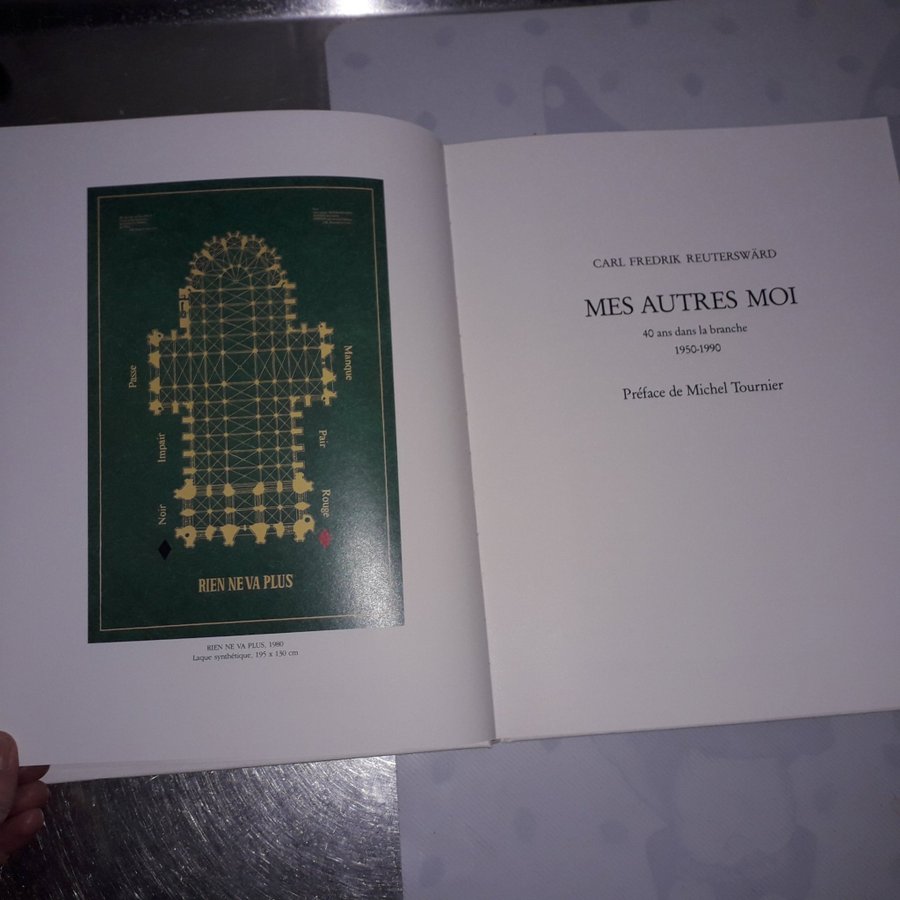 Passe
Impair
Noir
Manque
Pair
Rouge
RIEN NE VA PLUS
RIEN NE VA PLUS, 1980
Laque synthétique, 195 x 130 cm
CARL FREDRIK REUTERSWÄRD
MES AUTRES MOI
40 ans dans la branche
1950-1990
Préface de Michel Tournier